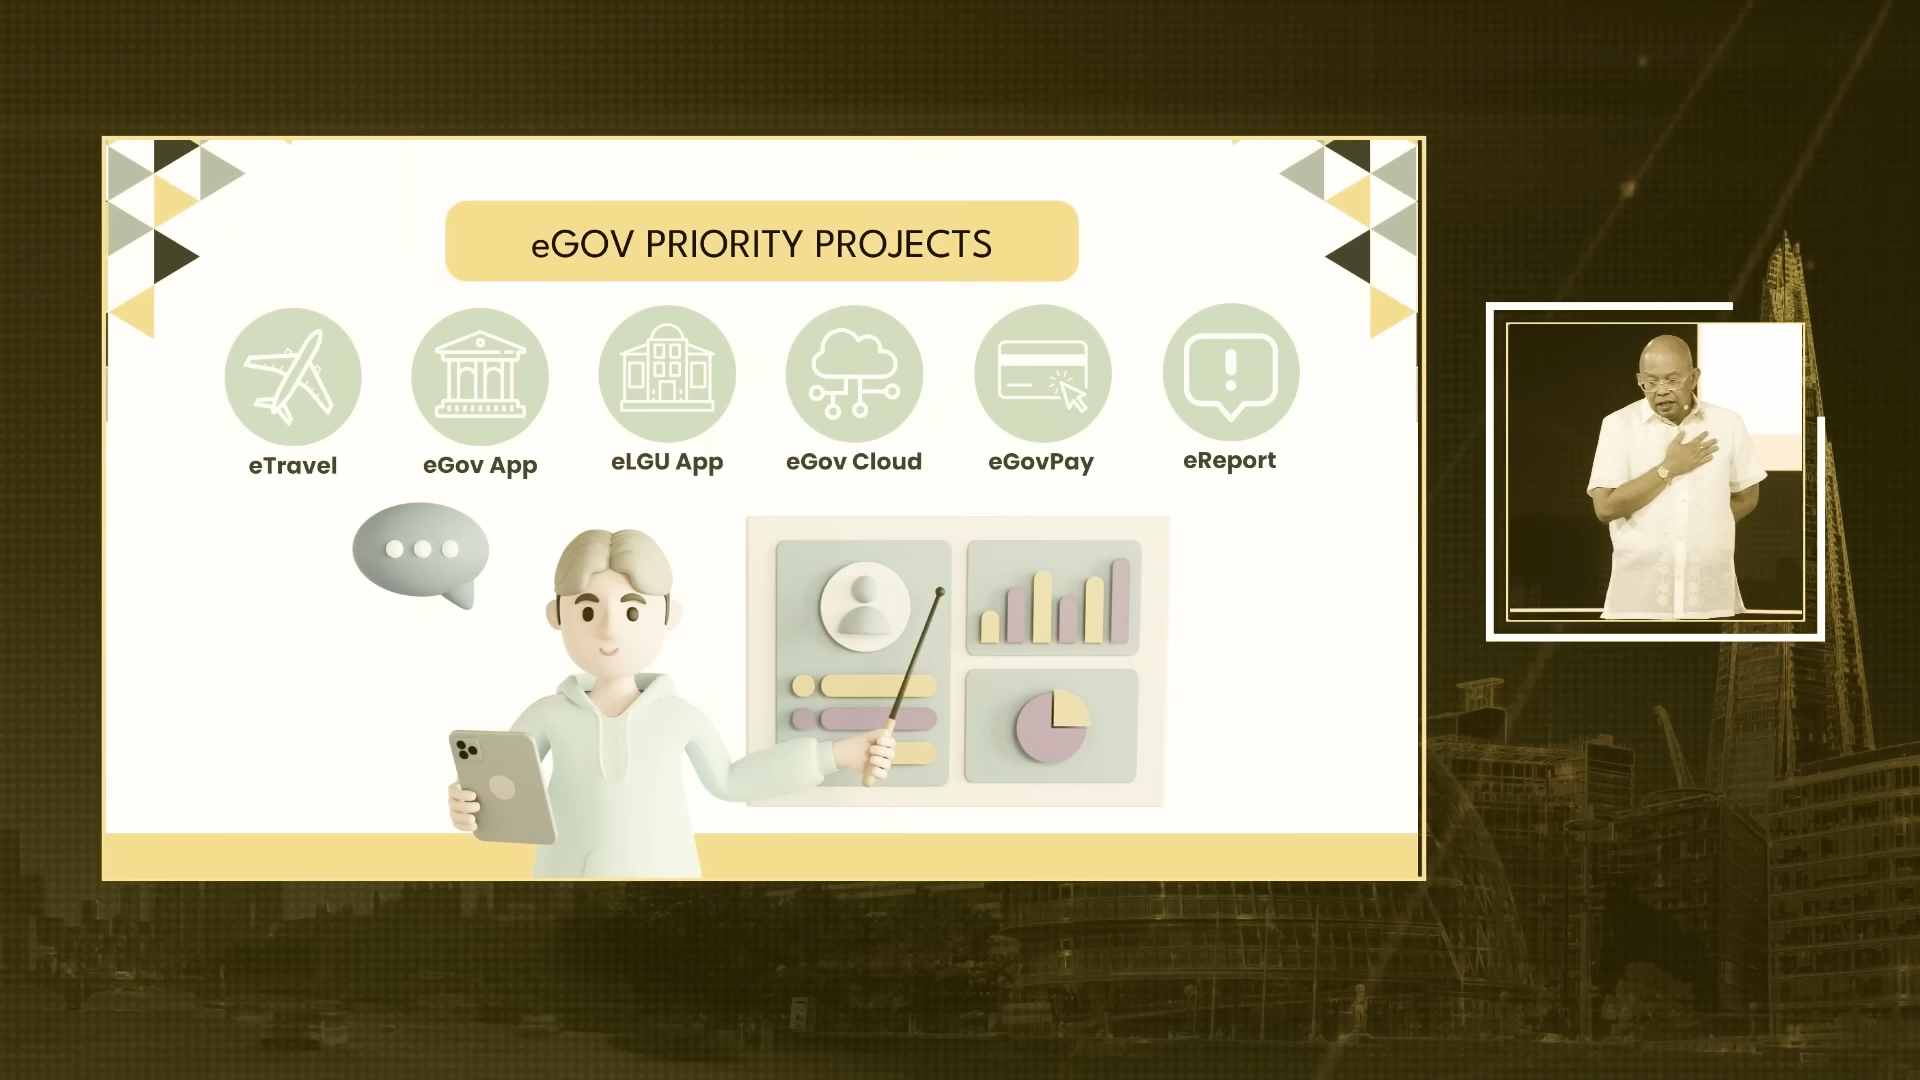 eGOV PRIORITY PROJECTS
eTravel
eGov App
eLGU App
eGov Cloud
eGovPay
eReport